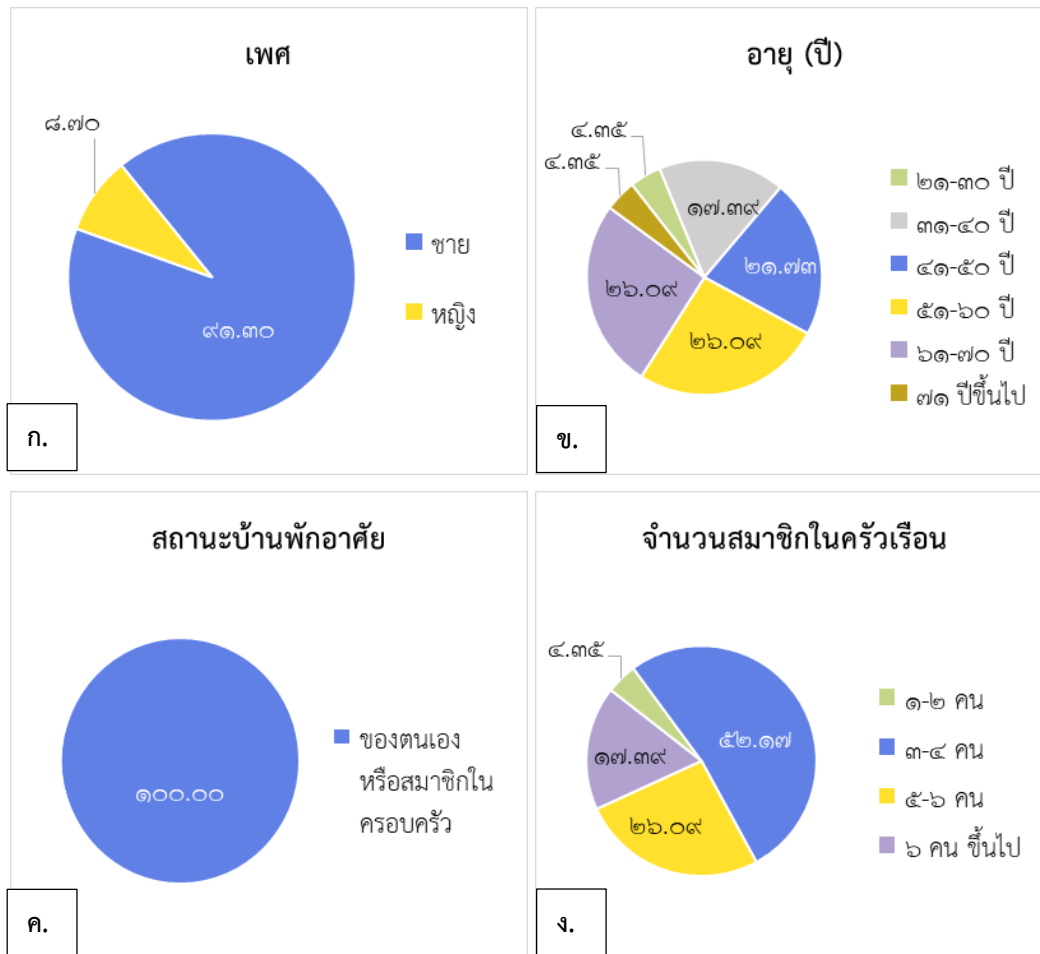 เพศ
๘.๗๐
๙๑.๓๐
ชาย
หญิง
ก.
อายุ (ปี)
๔.๓๕
๔.๓๕
๑๗.๓๙
๒๑.๗๓
๒๖.๐๙
๒๖.๐๙
๒๑-๓๐ ปี
๓๑-๔๐ ปี
๔๑-๕๐ ปี
๕๑-๖๐ ปี
๖๑-๗๐ ปี
๗๑ ปีขึ้นไป
ข.
สถานะบ้านพักอาศัย
๑๐๐.๐๐
ของตนเอง
หรือสมาชิกใน
ครอบครัว
ค.
จำนวนสมาชิกในครัวเรือน
๔.๓๕
๕๒.๑๗
๑๗.๓๙
๒๖.๐๙
๑-๒ คน
๓-๔ คน
๕-๖ คน
๖ คน ขึ้นไป
ง.